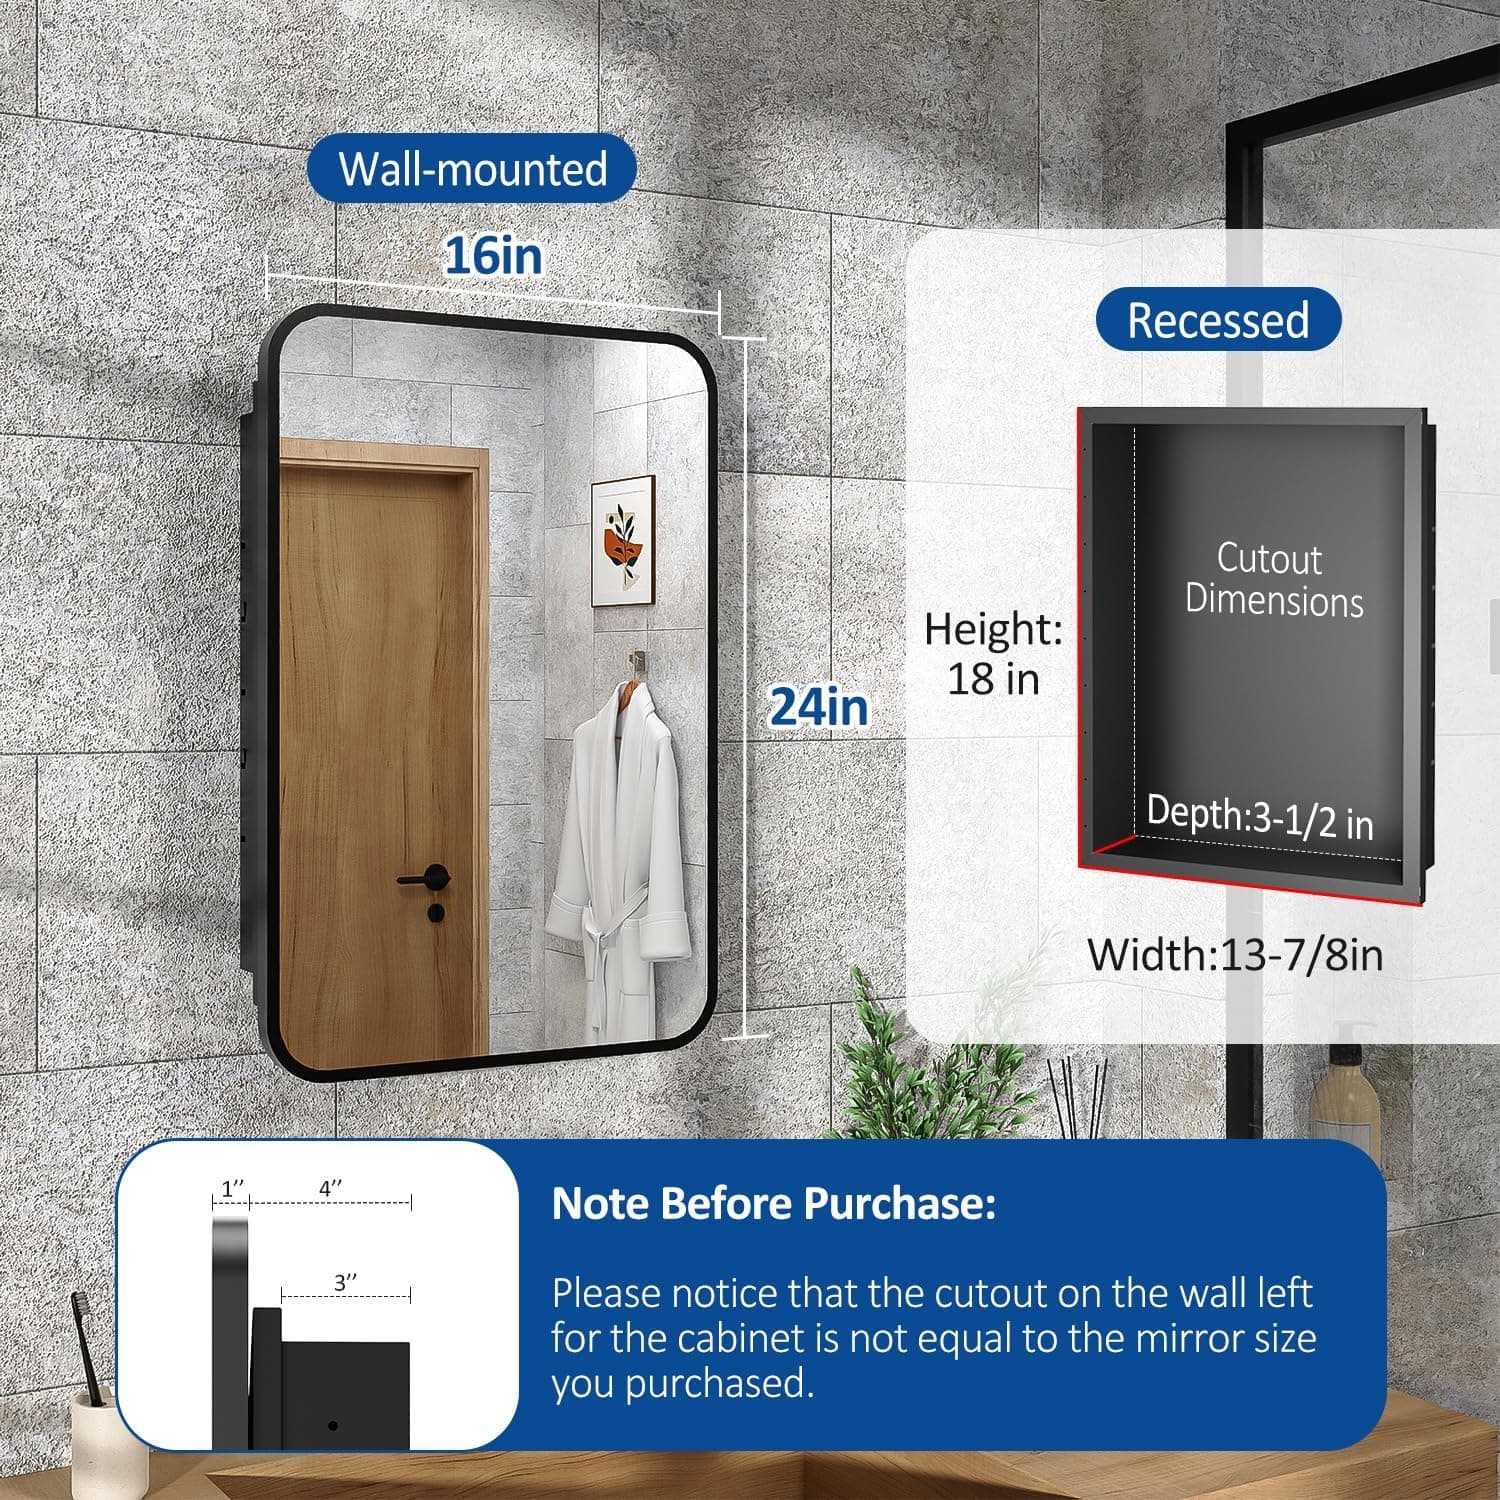 Wall-mounted
16in
24in
Recessed
Cutout
Dimensions
Height:
18 in
Depth:3-1/2 in
Width:13-7/8in
1’’
4’’
3’’
Note Before Purchase:
Please notice that the cutout on the wall left
for the cabinet is not equal to the mirror size
you purchased.